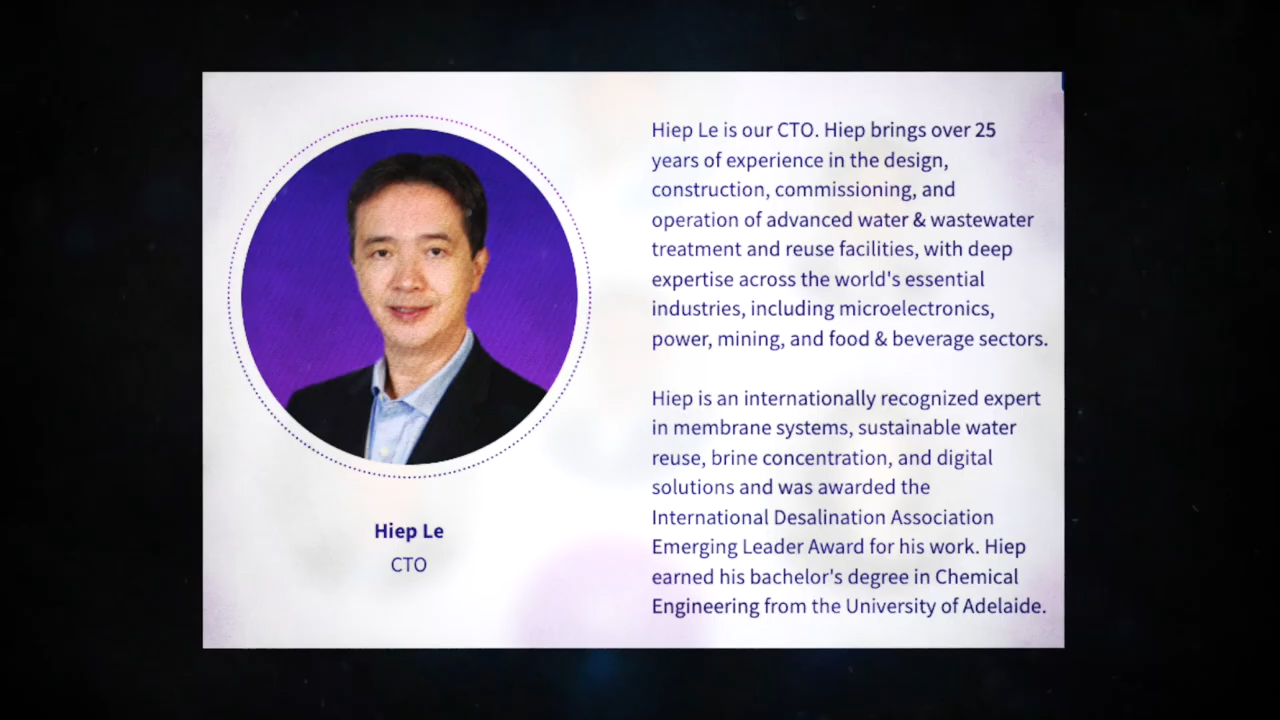 Hiep Le is our CTO. Hiep brings over 25
years of experience in the design,
construction, commissioning, and
operation of advanced water & wastewater
treatment and reuse facilities, with deep
expertise across the world's essential
industries, including microelectronics,
power, mining, and food & beverage sectors.
Hiep is an internationally recognized expert
in membrane systems, sustainable water
reuse, brine concentration, and digital
solutions and was awarded the
International Desalination Association
Emerging Leader Award for his work. Hiep
earned his bachelor's degree in Chemical
Engineering from the University of Adelaide.
Hiep Le
CTO